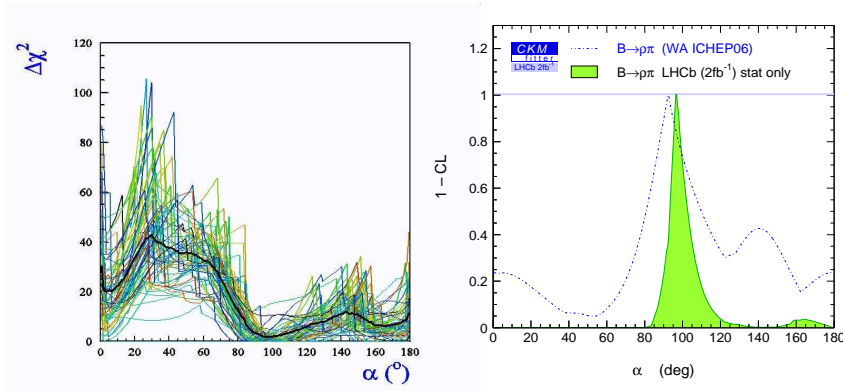 Δχ²
120
100
80
60
40
20
0
0 20 40 60 80 100 120 140 160 180
α (°)
CKM
fitter
LHCb 2fb⁻¹
B→ρπ (WA ICHEP06)
B→ρπ LHCb (2fb⁻¹) stat only
1 − CL
1.2
1
0.8
0.6
0.4
0.2
0
0 20 40 60 80 100 120 140 160 180
α (deg)